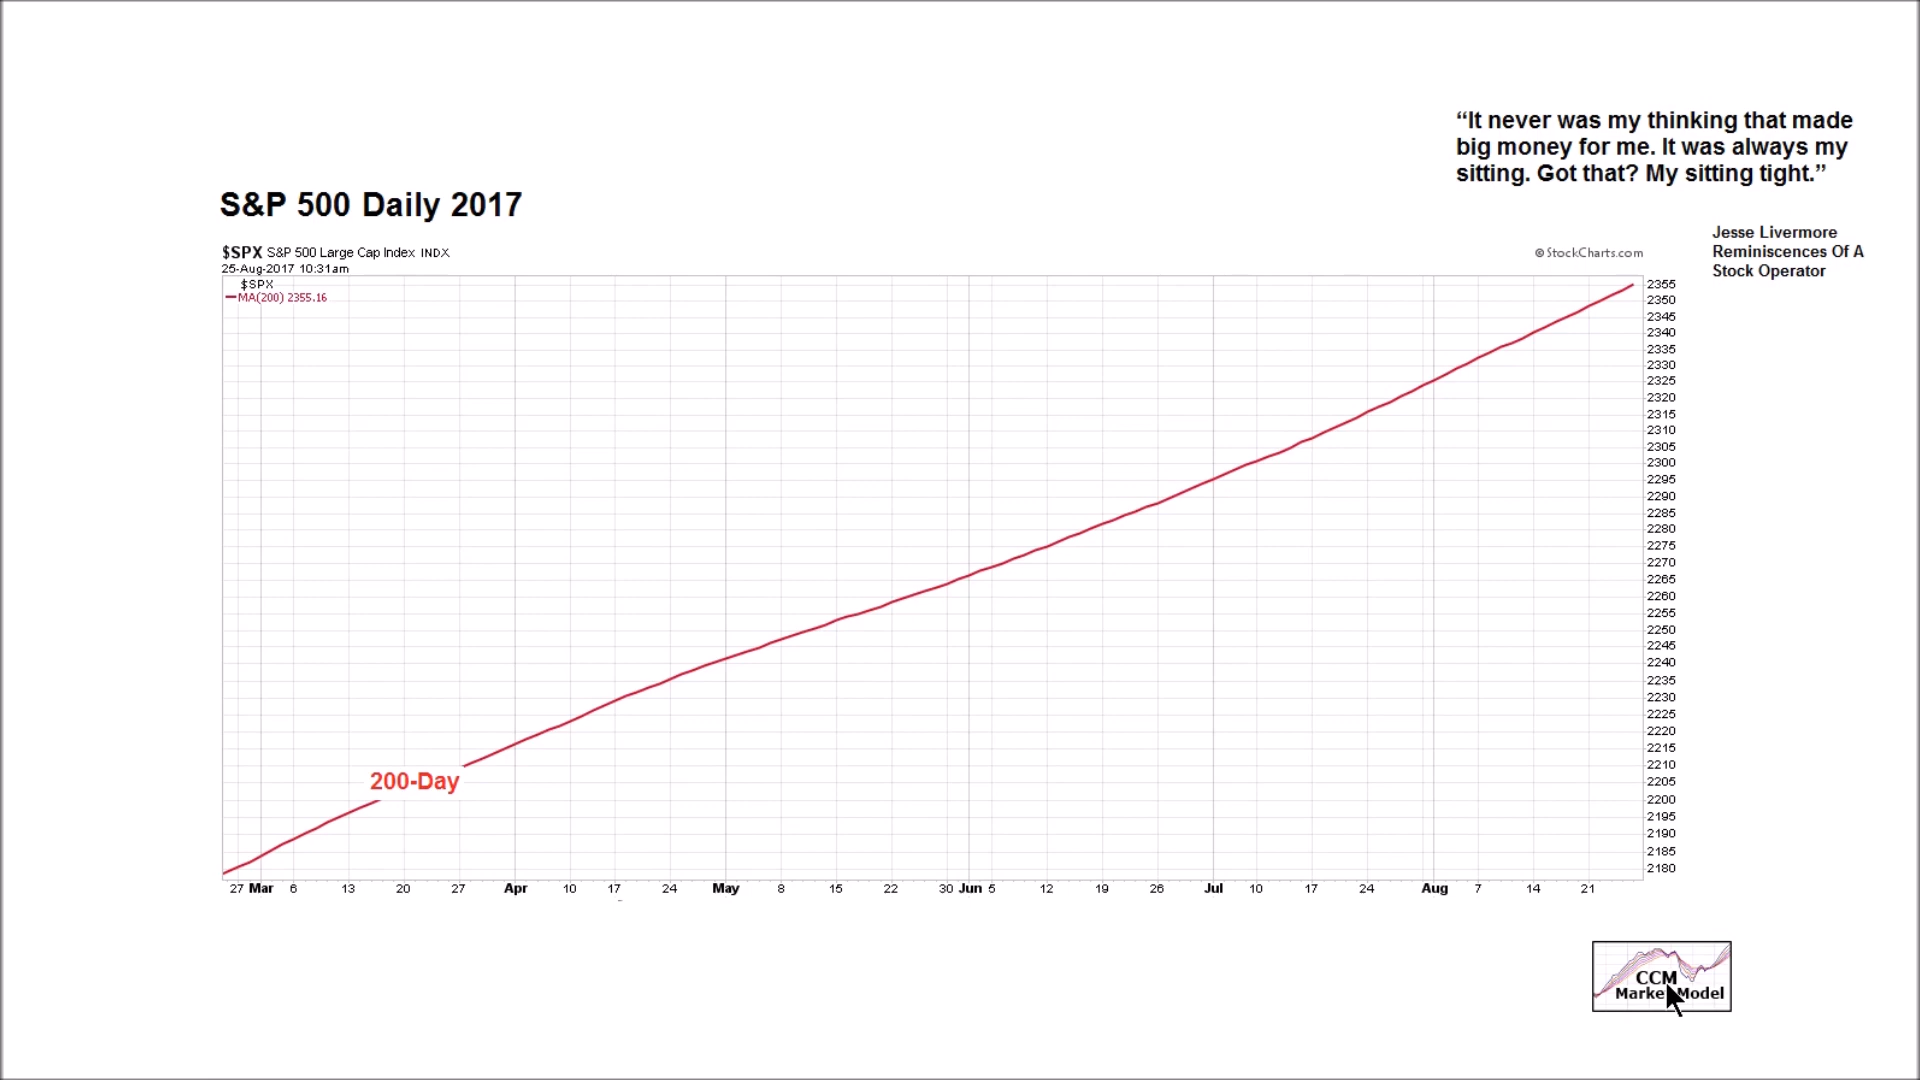 “It never was my thinking that made
big money for me. It was always my
sitting. Got that? My sitting tight.”
Jesse Livermore
Reminiscences Of A
Stock Operator
S&P 500 Daily 2017
$SPX S&P 500 Large Cap Index INDX
© StockCharts.com
25-Aug-2017 10:31am
$SPX
MA(200) 2355.16
2355
2350
2345
2340
2335
2330
2325
2320
2315
2310
2305
2300
2295
2290
2285
2280
2275
2270
2265
2260
2255
2250
2245
2240
2235
2230
2225
2220
2215
2210
2205
2200
2195
2190
2185
2180
200-Day
27 Mar 6 13 20 27 Apr 10 17 24 May 8 15 22 30 Jun 5 12 19 26 Jul 10 17 24 Aug 7 14 21
CCM
Market Model